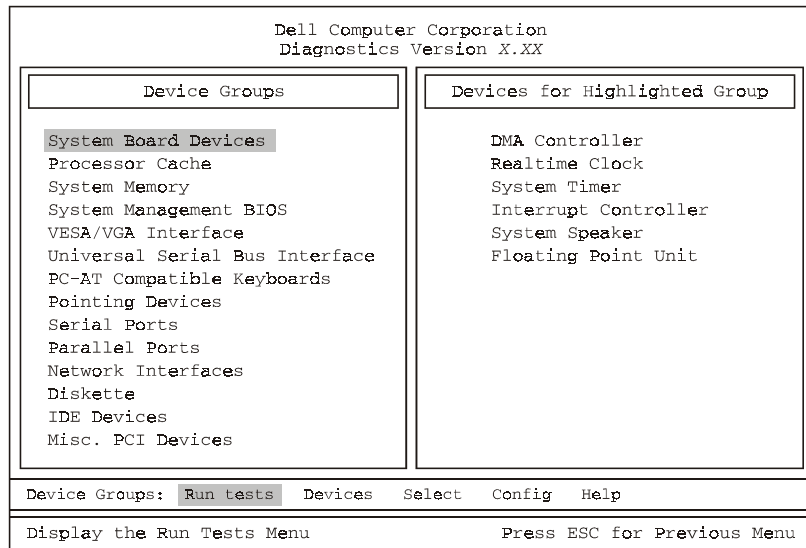 Dell Computer Corporation
Diagnostics Version X.XX
Device Groups
System Board Devices
Processor Cache
System Memory
System Management BIOS
VESA/VGA Interface
Universal Serial Bus Interface
PC-AT Compatible Keyboards
Pointing Devices
Serial Ports
Parallel Ports
Network Interfaces
Diskette
IDE Devices
Misc. PCI Devices
Devices for Highlighted Group
DMA Controller
Realtime Clock
System Timer
Interrupt Controller
System Speaker
Floating Point Unit
Device Groups: Run tests Devices Select Config Help
Display the Run Tests Menu Press ESC for Previous Menu